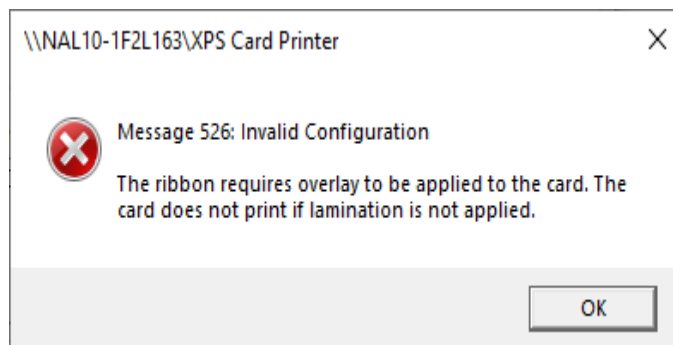 \\NAL10-1F2L163\XPS Card Printer
Message 526: Invalid Configuration
The ribbon requires overlay to be applied to the card. The
card does not print if lamination is not applied.
OK